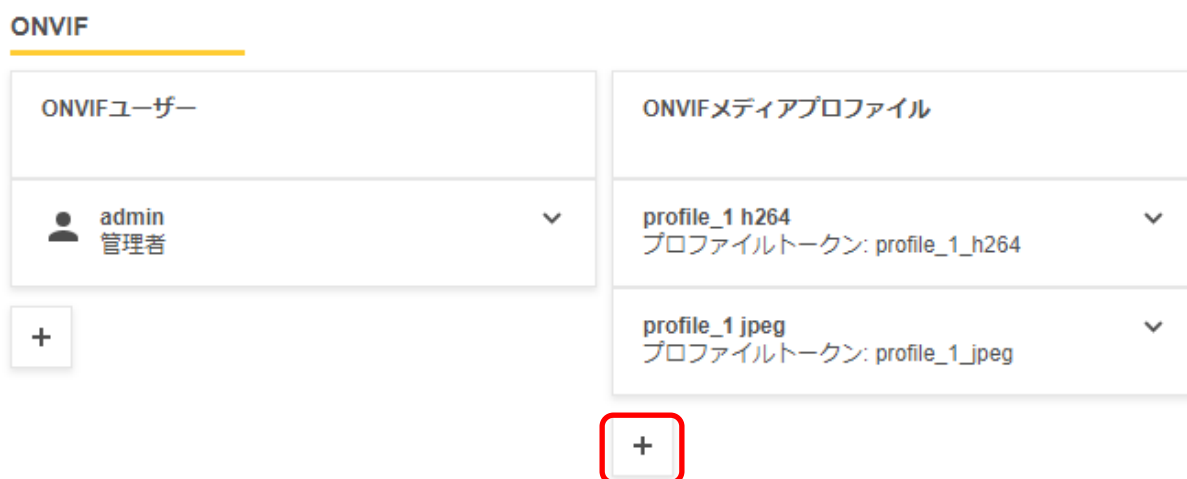 ONVIF
ONVIFユーザー
admin
管理者
+
ONVIFメディアプロファイル
profile_1 h264
プロファイルトークン: profile_1_h264
profile_1 jpeg
プロファイルトークン: profile_1_jpeg
+